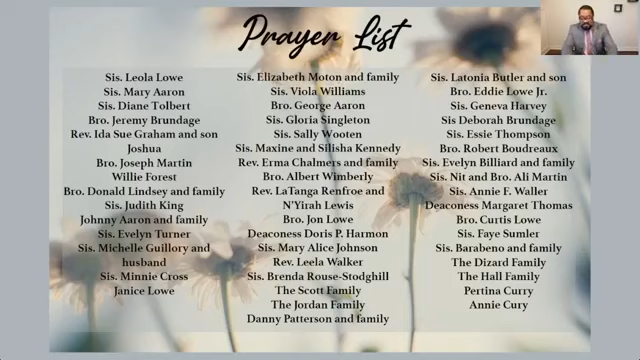 Prayer List
Sis. Leola Lowe
Sis. Mary Aaron
Sis. Diane Tolbert
Bro. Jeremy Brundage
Rev. Ida Sue Graham and son
Joshua
Bro. Joseph Martin
Willie Forest
Bro. Donald Lindsey and family
Sis. Judith King
Johnny Aaron and family
Sis. Evelyn Turner
Sis. Michelle Guillory and
husband
Sis. Minnie Cross
Janice Lowe
Sis. Elizabeth Moton and family
Sis. Viola Williams
Bro. George Aaron
Sis. Gloria Singleton
Sis. Sally Wooten
Sis. Maxine and Silisha Kennedy
Rev. Erma Chalmers and family
Bro. Albert Wimberly
Rev. LaTanga Renfroe and
N'Yirah Lewis
Bro. Jon Lowe
Deaconess Doris P. Harmon
Sis. Mary Alice Johnson
Rev. Leela Walker
Sis. Brenda Rouse-Stodghill
The Scott Family
The Jordan Family
Danny Patterson and family
Sis. Latonia Butler and son
Bro. Eddie Lowe Jr.
Sis. Geneva Harvey
Sis Deborah Brundage
Sis. Essie Thompson
Bro. Robert Boudreaux
Sis. Evelyn Billiard and family
Sis. Nit and Bro. Ali Martin
Sis. Annie F. Waller
Deaconess Margaret Thomas
Bro. Curtis Lowe
Sis. Faye Sumler
Sis. Barabeno and family
The Dizard Family
The Hall Family
Pertina Curry
Annie Cury